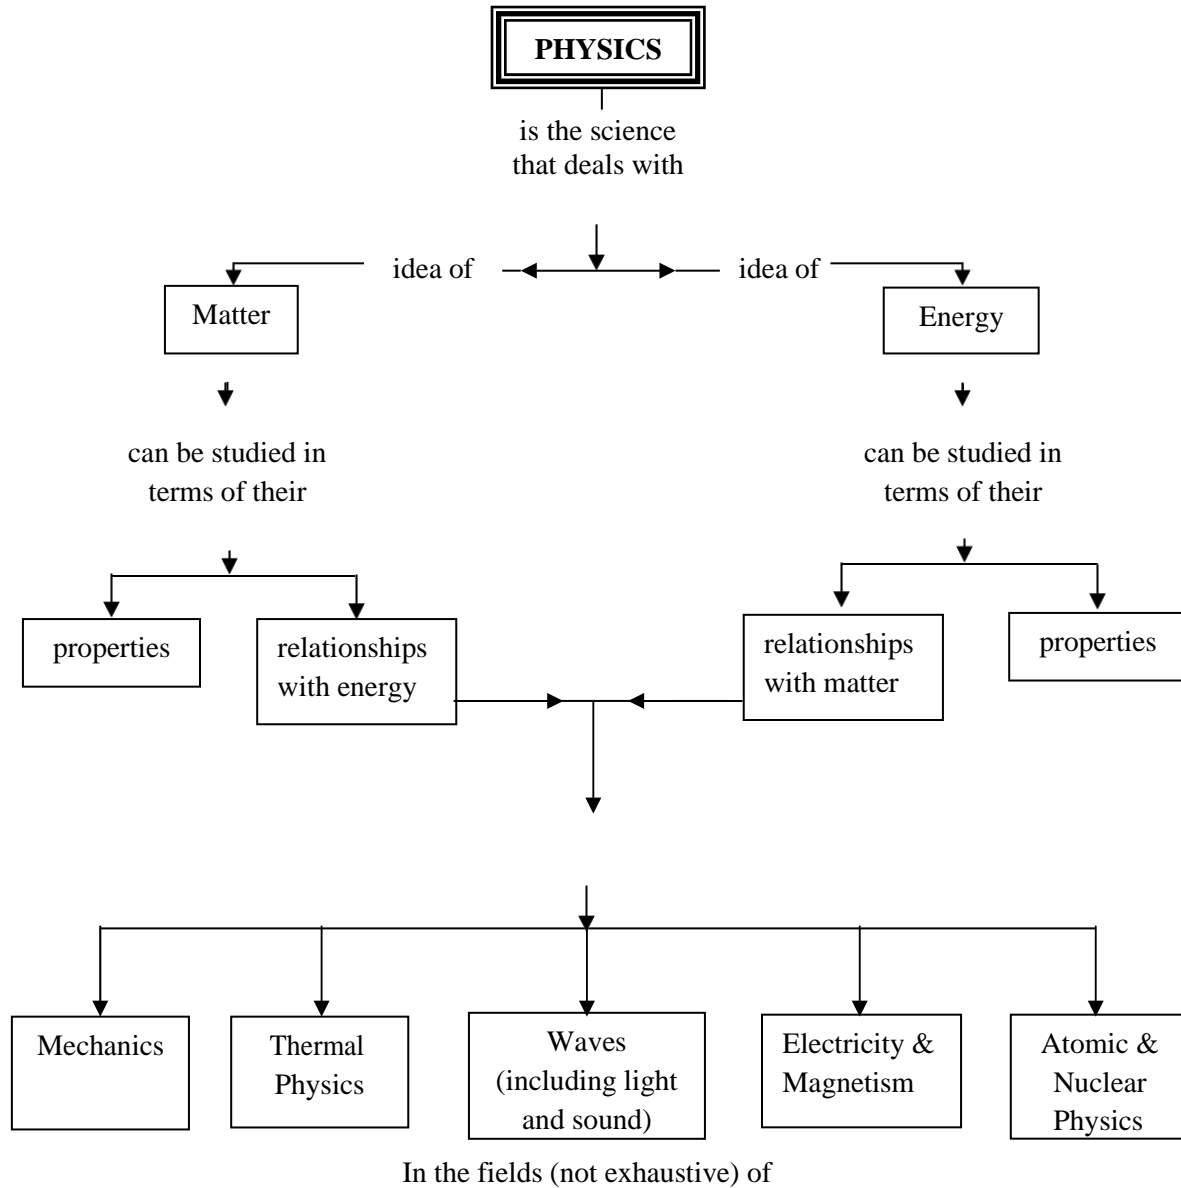 PHYSICS
is the science
that deals with
idea of
idea of
Matter
Energy
can be studied in
terms of their
can be studied in
terms of their
properties
relationships
with energy
relationships
with matter
properties
Mechanics
Thermal
Physics
Waves
(including light
and sound)
Electricity &
Magnetism
Atomic &
Nuclear
Physics
In the fields (not exhaustive) of